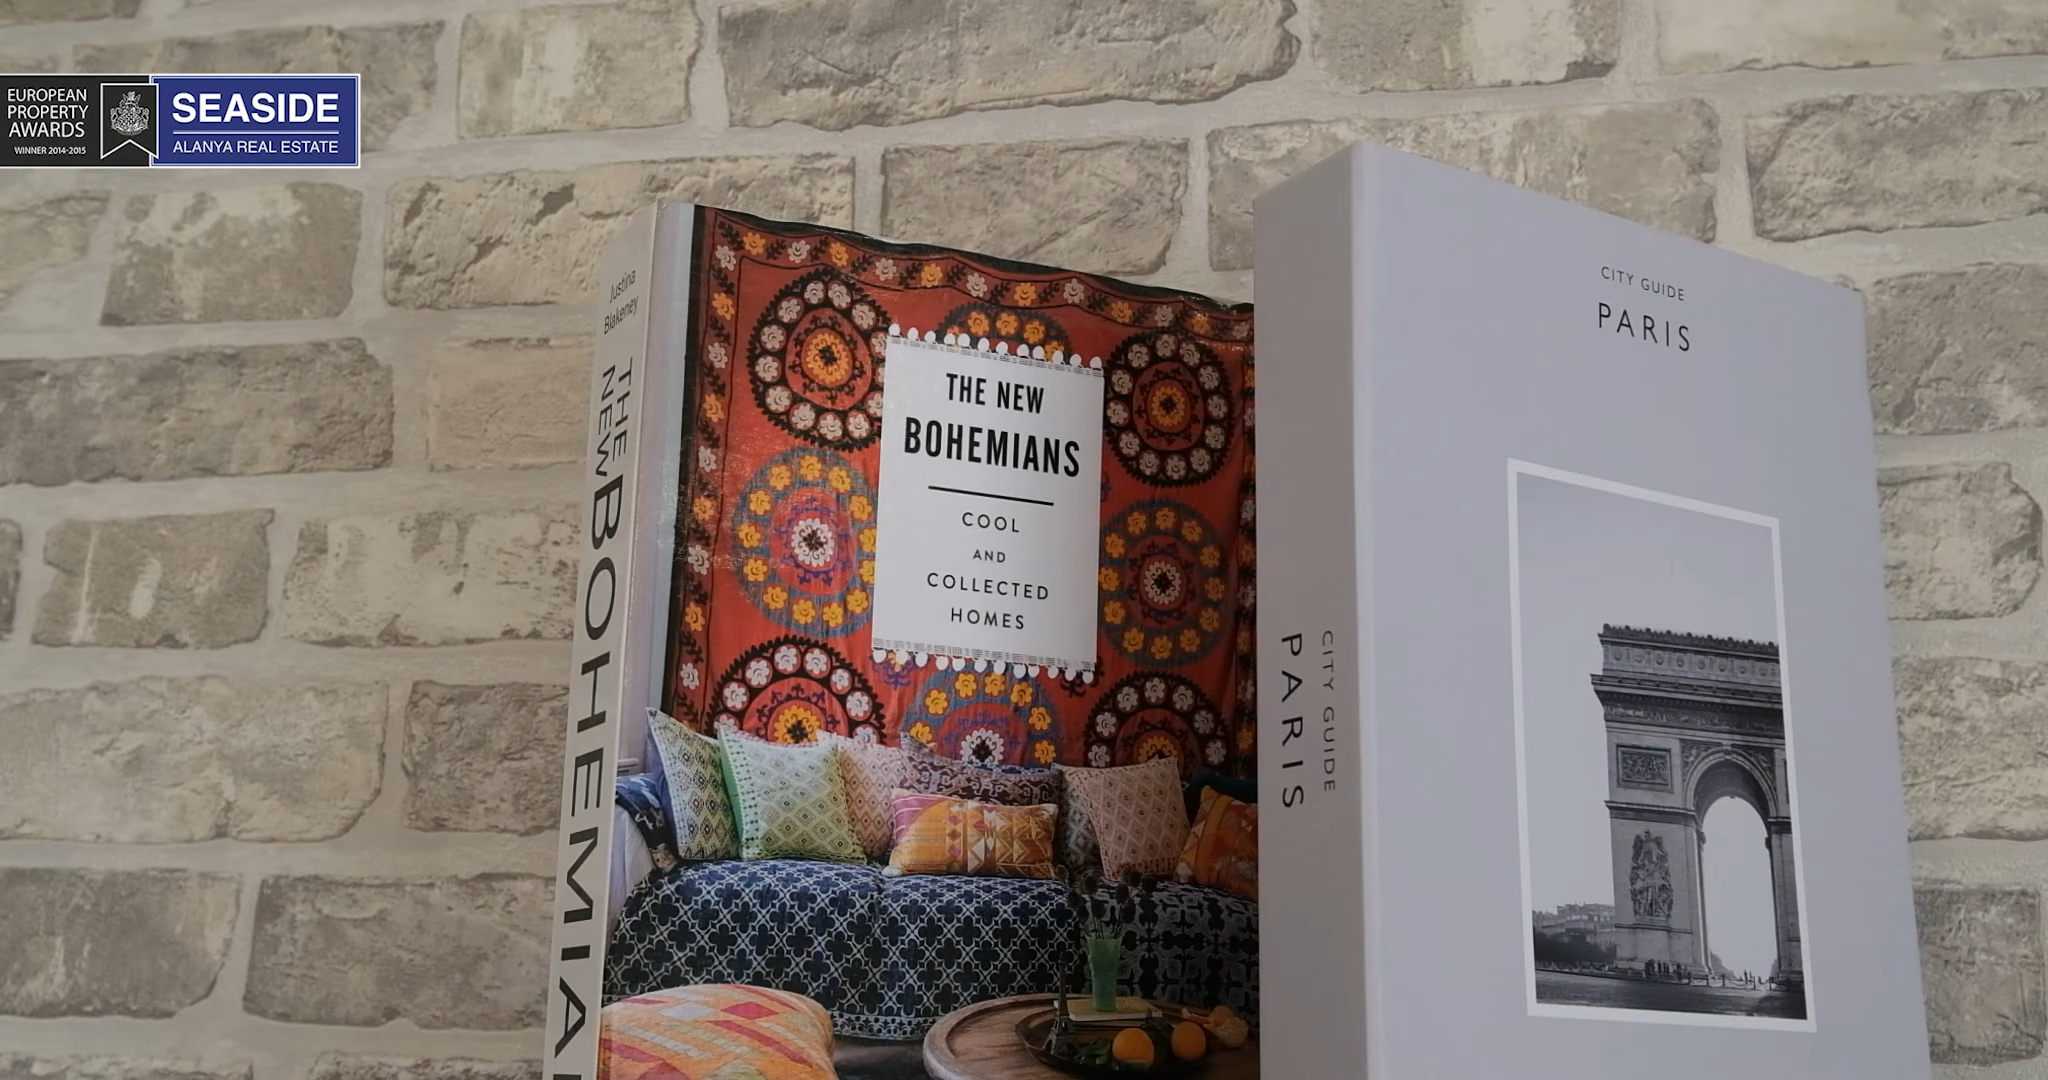 EUROPEAN
PROPERTY
AWARDS
WINNER 2014-2015
SEASIDE
ALANYA REAL ESTATE
Justina
Blakeney
THE
NEW
BOHEMIA
THE NEW
BOHEMIANS
COOL
AND
COLLECTED
HOMES
CITY GUIDE
PARIS
CITY GUIDE
PARIS